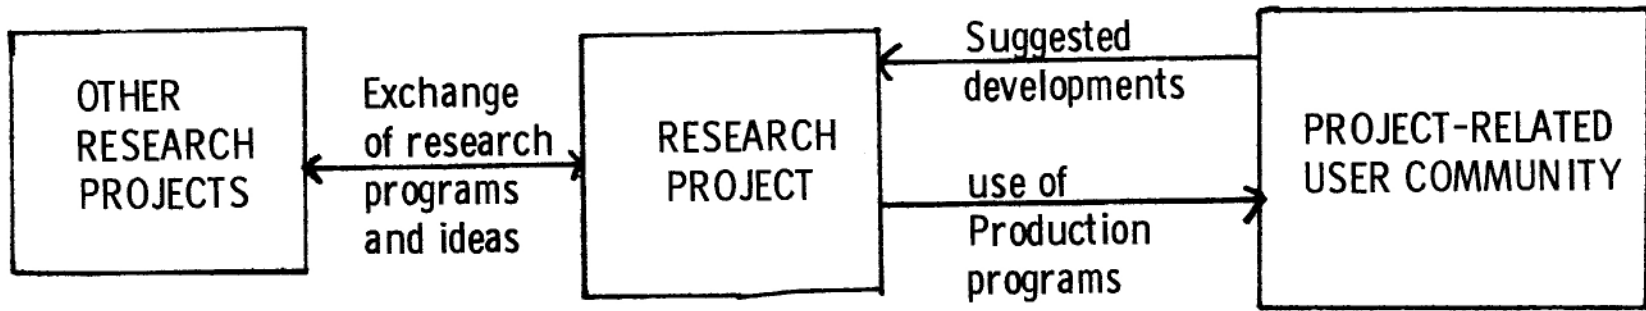 OTHER
RESEARCH
PROJECTS
Exchange
of research
programs
and ideas
RESEARCH
PROJECT
Suggested
developments
use of
Production
programs
PROJECT-RELATED
USER COMMUNITY